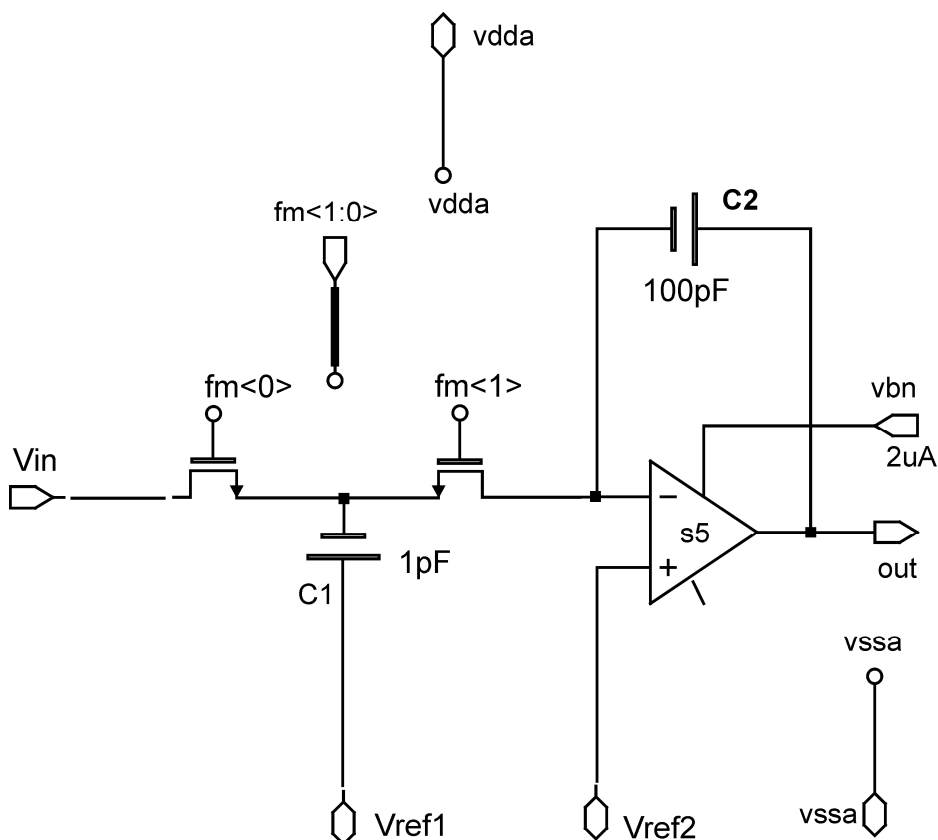 vdda
vdda
C2
fm<1:0>
100pF
fm<0>
fm<1>
vbn
Vin
2uA
s5
1pF
out
C1
vssa
Vref1
Vref2
vssa